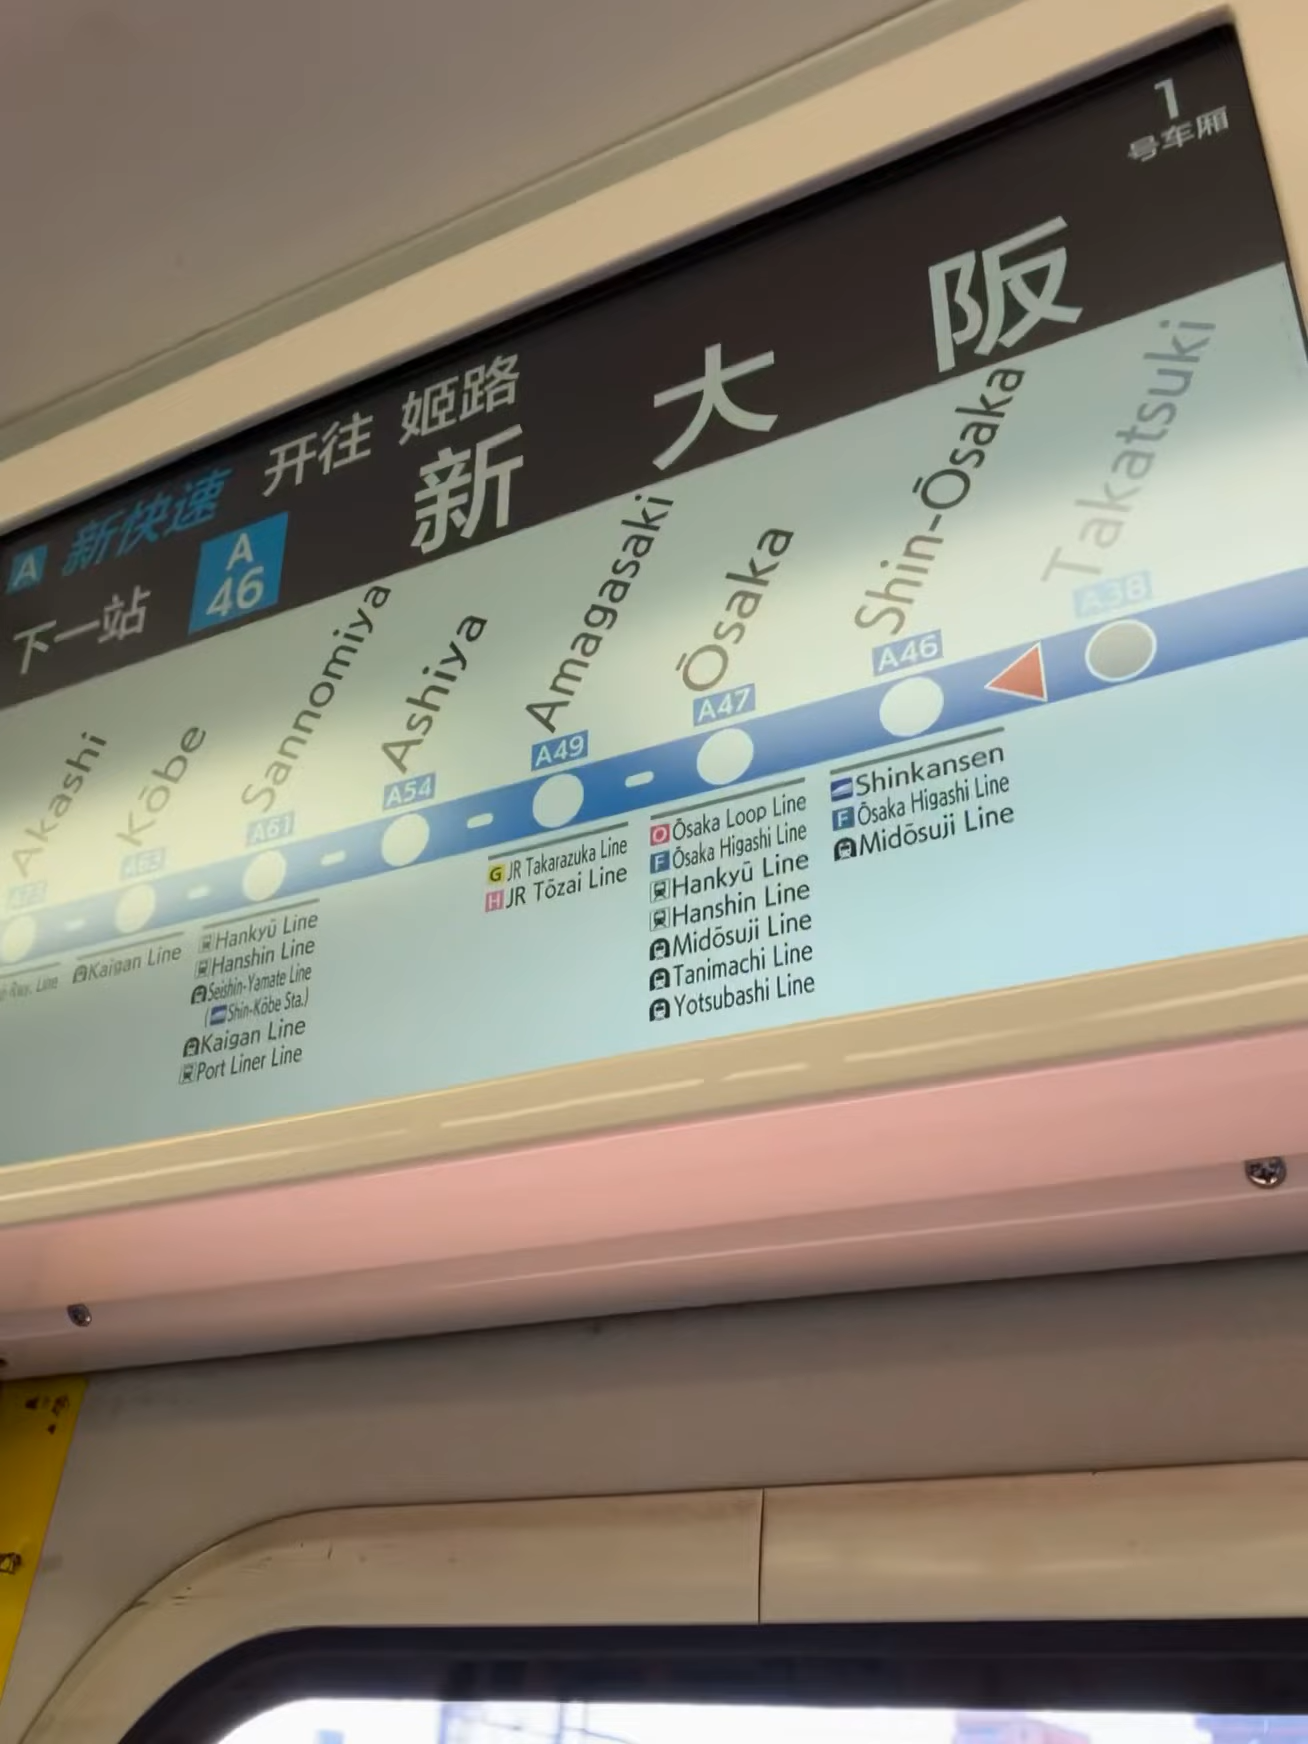 1
号车厢
A 新快速 开往 姬路
下一站 A 46 新大阪
Akashi
Kōbe
Sannomiya
Ashiya
Amagasaki
Ōsaka
Shin-Ōsaka
Takatsuki
A61
A54
A49
A47
A46
A38
Kaigan Line
Hankyū Line
Hanshin Line
Seishin-Yamate Line
(Shin-Kōbe Sta.)
Kaigan Line
Port Liner Line
G JR Takarazuka Line
H JR Tōzai Line
O Ōsaka Loop Line
F Ōsaka Higashi Line
Hankyū Line
Hanshin Line
Midōsuji Line
Tanimachi Line
Yotsubashi Line
Shinkansen
F Ōsaka Higashi Line
Midōsuji Line